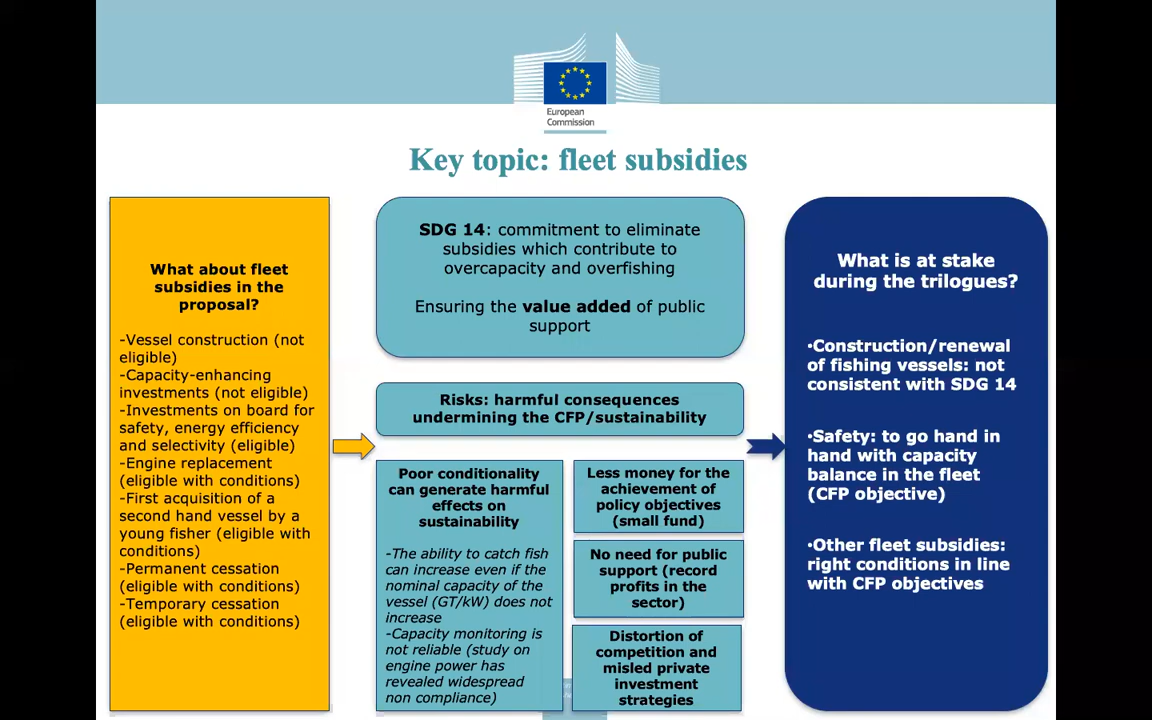 European
Commission
Key topic: fleet subsidies
What about fleet
subsidies in the
proposal?
-Vessel construction (not
eligible)
-Capacity-enhancing
investments (not eligible)
-Investments on board for
safety, energy efficiency
and selectivity (eligible)
-Engine replacement
(eligible with conditions)
-First acquisition of a
second hand vessel by a
young fisher (eligible with
conditions)
-Permanent cessation
(eligible with conditions)
-Temporary cessation
(eligible with conditions)
SDG 14: commitment to eliminate
subsidies which contribute to
overcapacity and overfishing
Ensuring the value added of public
support
Risks: harmful consequences
undermining the CFP/sustainability
Poor conditionality
can generate harmful
effects on
sustainability
-The ability to catch fish
can increase even if the
nominal capacity of the
vessel (GT/kW) does not
increase
-Capacity monitoring is
not reliable (study on
engine power has
revealed widespread
non compliance)
Less money for the
achievement of
policy objectives
(small fund)
No need for public
support (record
profits in the
sector)
Distortion of
competition and
misled private
investment
strategies
What is at stake
during the trilogues?
•Construction/renewal
of fishing vessels: not
consistent with SDG 14
•Safety: to go hand in
hand with capacity
balance in the fleet
(CFP objective)
•Other fleet subsidies:
right conditions in line
with CFP objectives